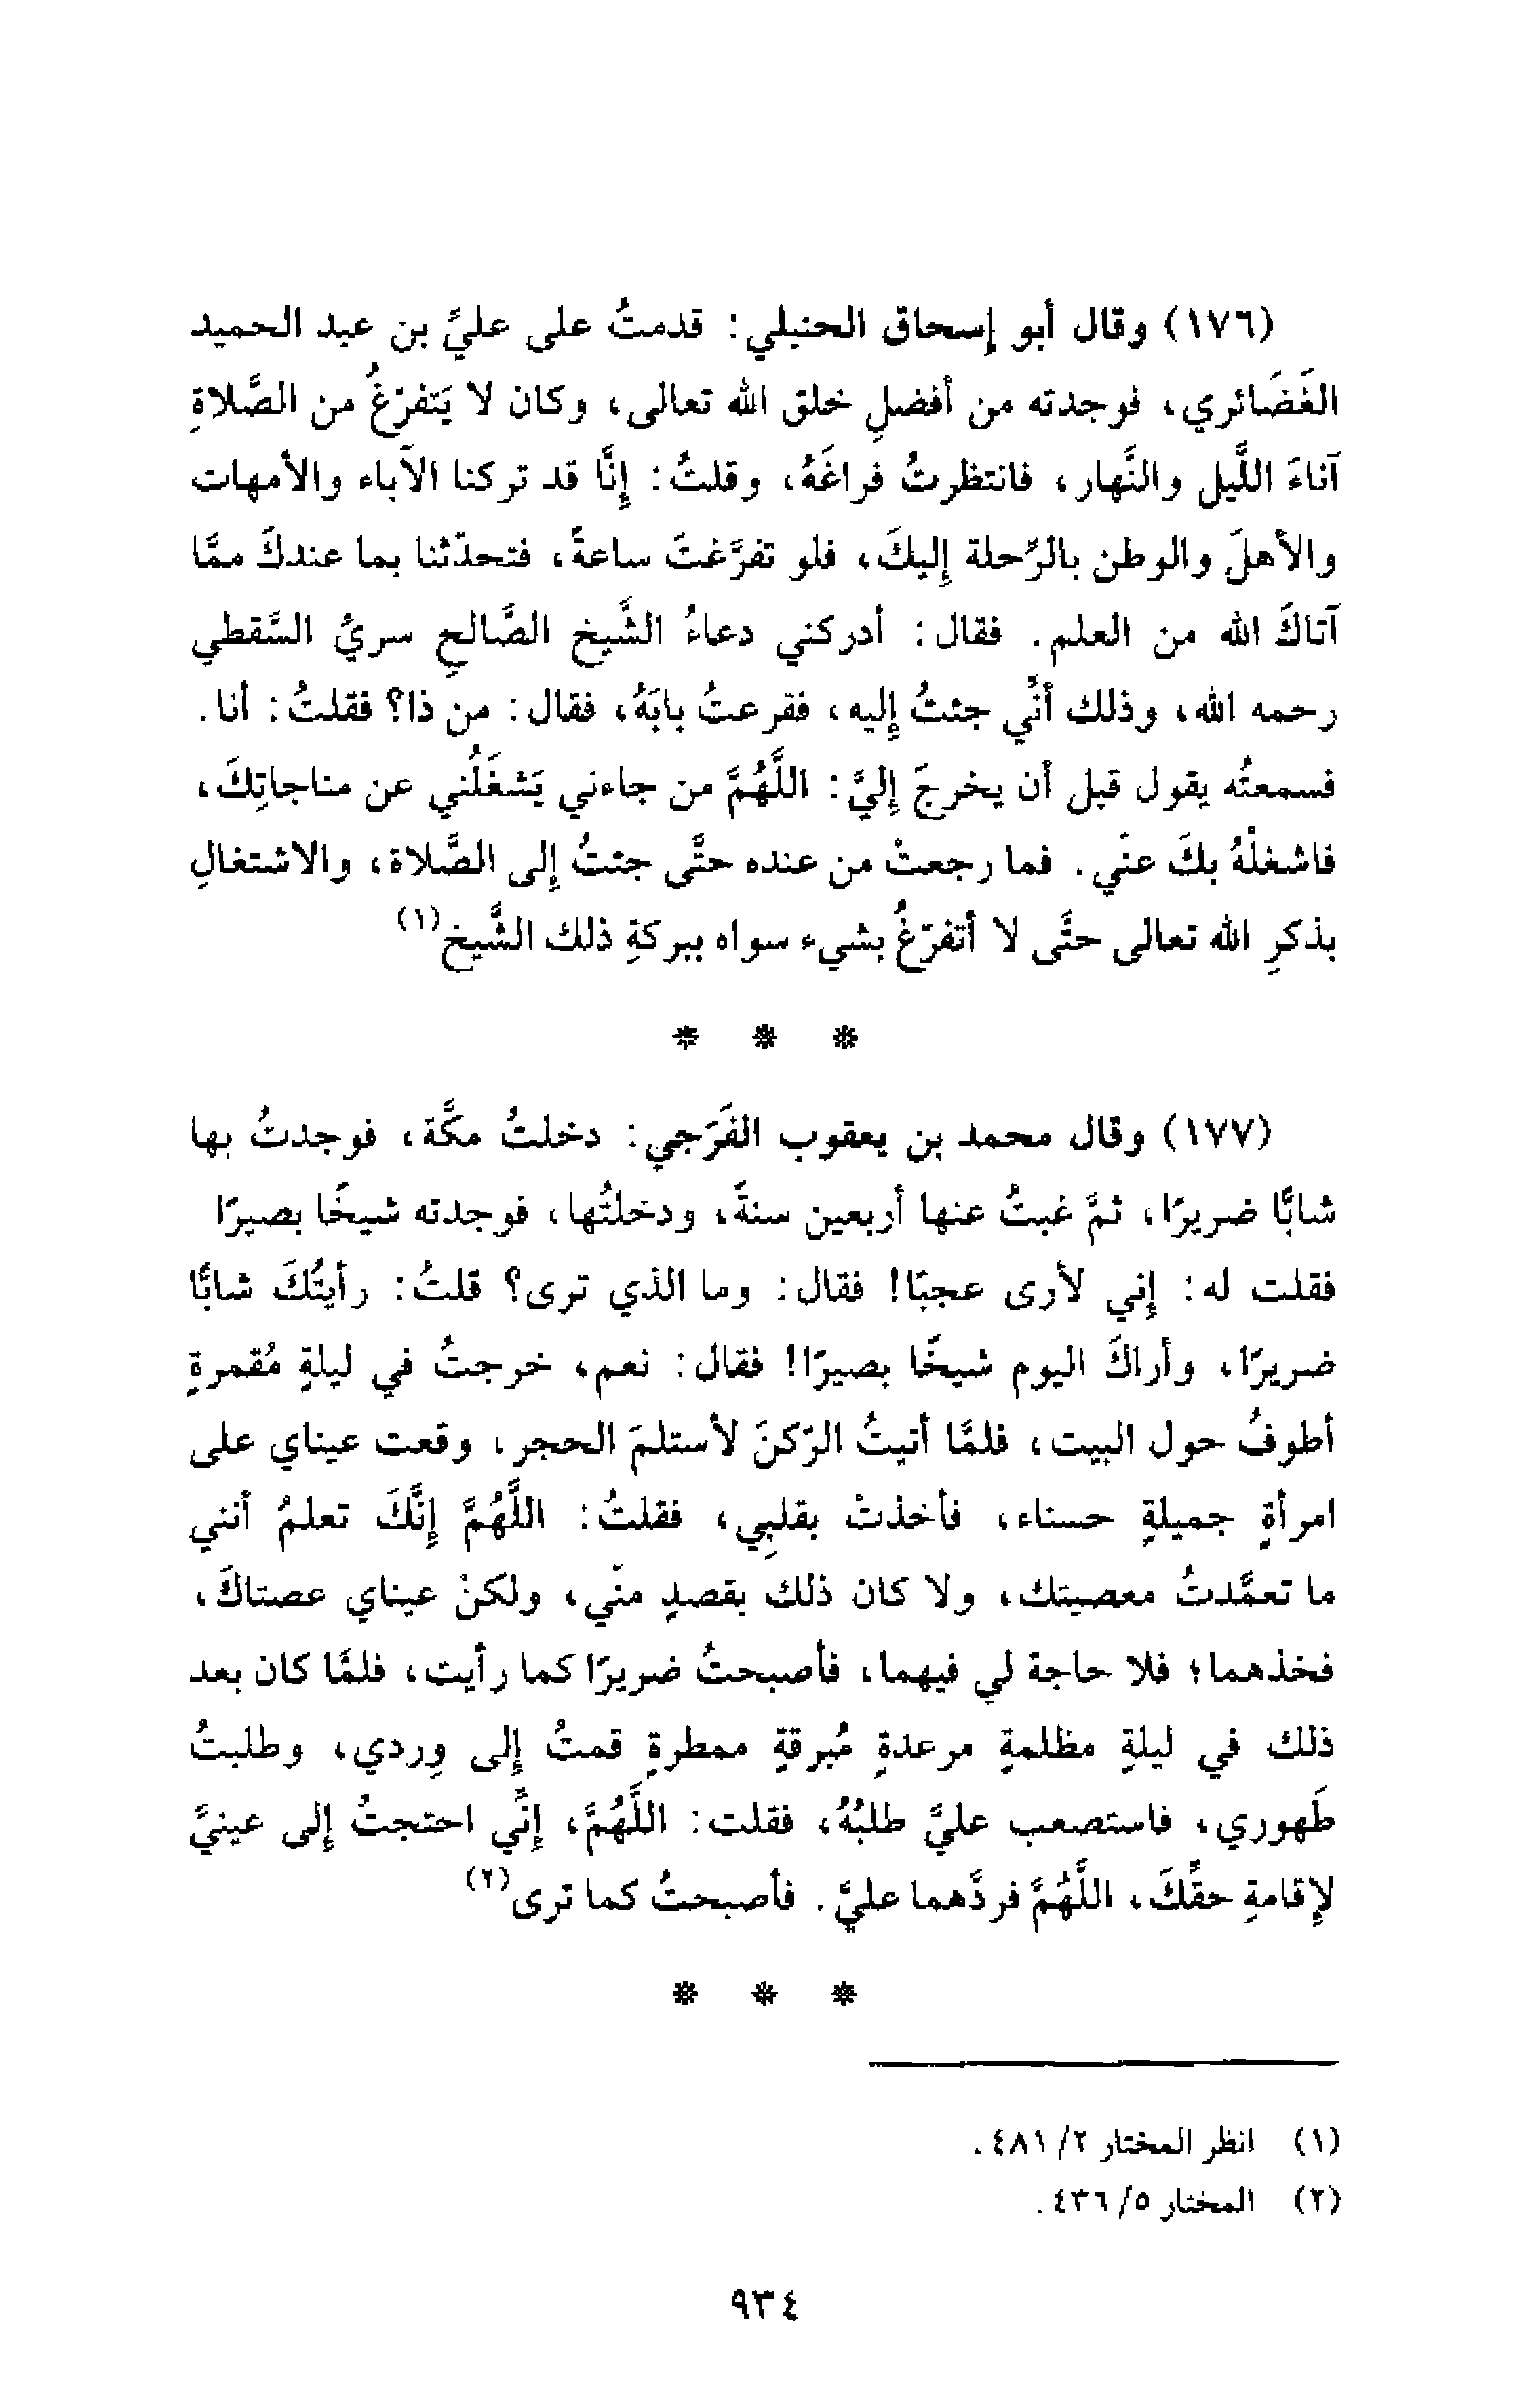 (١٧٦) وقال أبو إسحاق الحنبلي: قدمتُ على عليِّ بن عبد الحميد
الغَضَائري، فوجدته من أفضلِ خلق الله تعالى، وكان لا يَتفرّغُ من الصَّلاةِ
آناءَ اللَّيل والنَّهار، فانتظرتُ فراغَهُ، وقلتُ: إنَّا قد تركنا الآباء والأمهات
والأهلَ والوطن بالرّحلة إليكَ، فلو تفرَّغتَ ساعةً، فتحدّثنا بما عندكَ ممَّا
آتاكَ الله من العلم. فقال: أدركني دعاءُ الشَّيخ الصَّالحِ سريُّ السَّقطي
رحمه الله، وذلك أنِّي جئتُ إليه، فقرعتُ بابَهُ، فقال: من ذا؟ فقلتُ: أنا.
فسمعتُه يقول قبل أن يخرجَ إليَّ: اللَّهُمَّ من جاءني يَشغَلُني عن مناجاتِكَ،
فاشغلْهُ بكَ عنّي. فما رجعتْ من عنده حتَّى جئتُ إلى الصَّلاة، والاشتغالِ
بذكرِ الله تعالى حتَّى لا أتفرّغُ بشيء سواه ببركةِ ذلك الشَّيخ(١)
* * *
(١٧٧) وقال محمد بن يعقوب الفَرَجي: دخلتُ مكَّة، فوجدتُ بها
شابًّا ضريرًا، ثمَّ غبتُ عنها أربعين سنةً، ودخلتُها، فوجدته شيخًا بصيرًا
فقلت له: إني لأرى عجبًا! فقال: وما الذي ترى؟ قلتُ: رأيتُكَ شابًّا
ضريرًا، وأراكَ اليوم شيخًا بصيرًا! فقال: نعم، خرجتُ في ليلةٍ مُقمرةٍ
أطوفُ حول البيت، فلمَّا أتيتُ الرّكنَ لأستلمَ الحجر، وقعت عيناي على
امرأةٍ جميلةٍ حسناء، فأخذتْ بقلبِي، فقلتُ: اللَّهُمَّ إنَّكَ تعلمُ أنني
ما تعمَّدتُ معصيتك، ولا كان ذلك بقصدٍ منّي، ولكنْ عيناي عصتاكَ،
فخذهما؛ فلا حاجة لي فيهما، فأصبحتُ ضريرًا كما رأيت، فلمَّا كان بعد
ذلك في ليلةٍ مظلمةٍ مرعدةٍ مُبرقةٍ ممطرةٍ قمتُ إلى وِردي، وطلبتُ
طَهوري، فاستصعب عليَّ طلبُهُ، فقلت: اللَّهُمَّ، إنِّي احتجتُ إلى عينيَّ
لإقامةِ حقِّكَ، اللَّهُمَّ فردَّهما عليَّ. فأصبحتُ كما ترى(٢)
* * *
(١) انظر المختار ٢/ ٤٨١.
(٢) المختار ٥/ ٤٣٦.
٩٣٤